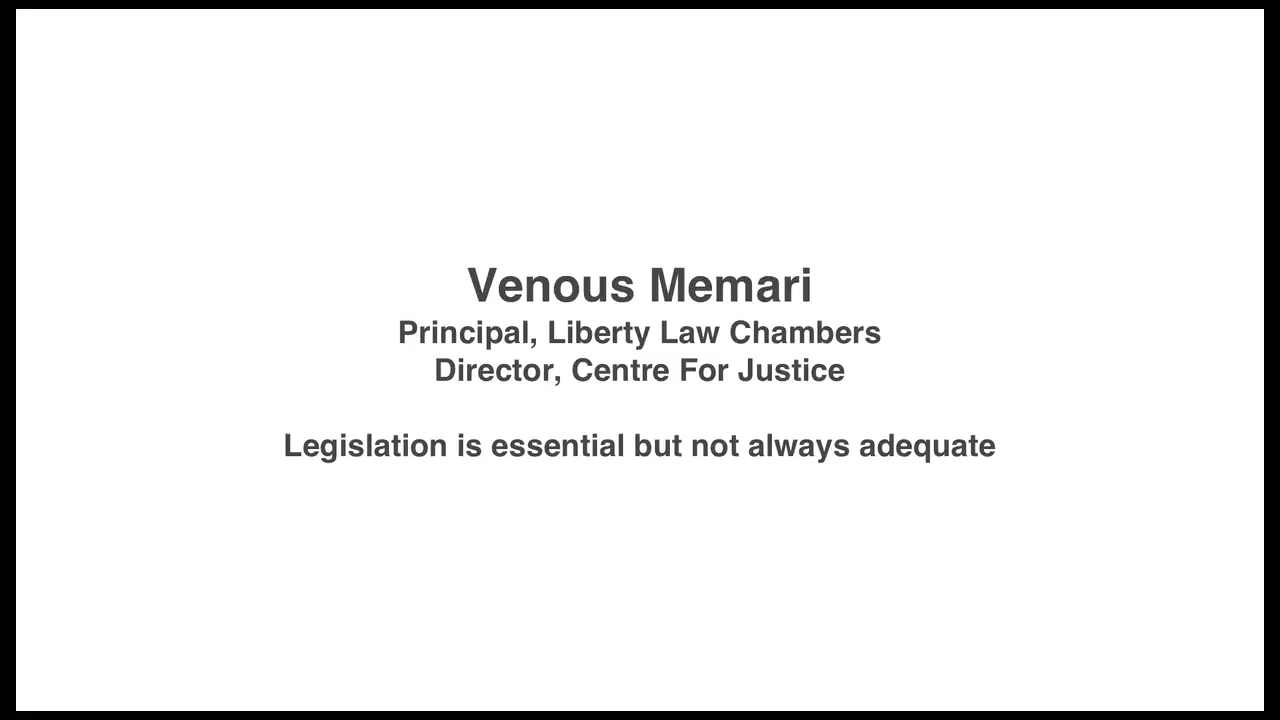 Venous Memari
Principal, Liberty Law Chambers
Director, Centre For Justice
Legislation is essential but not always adequate